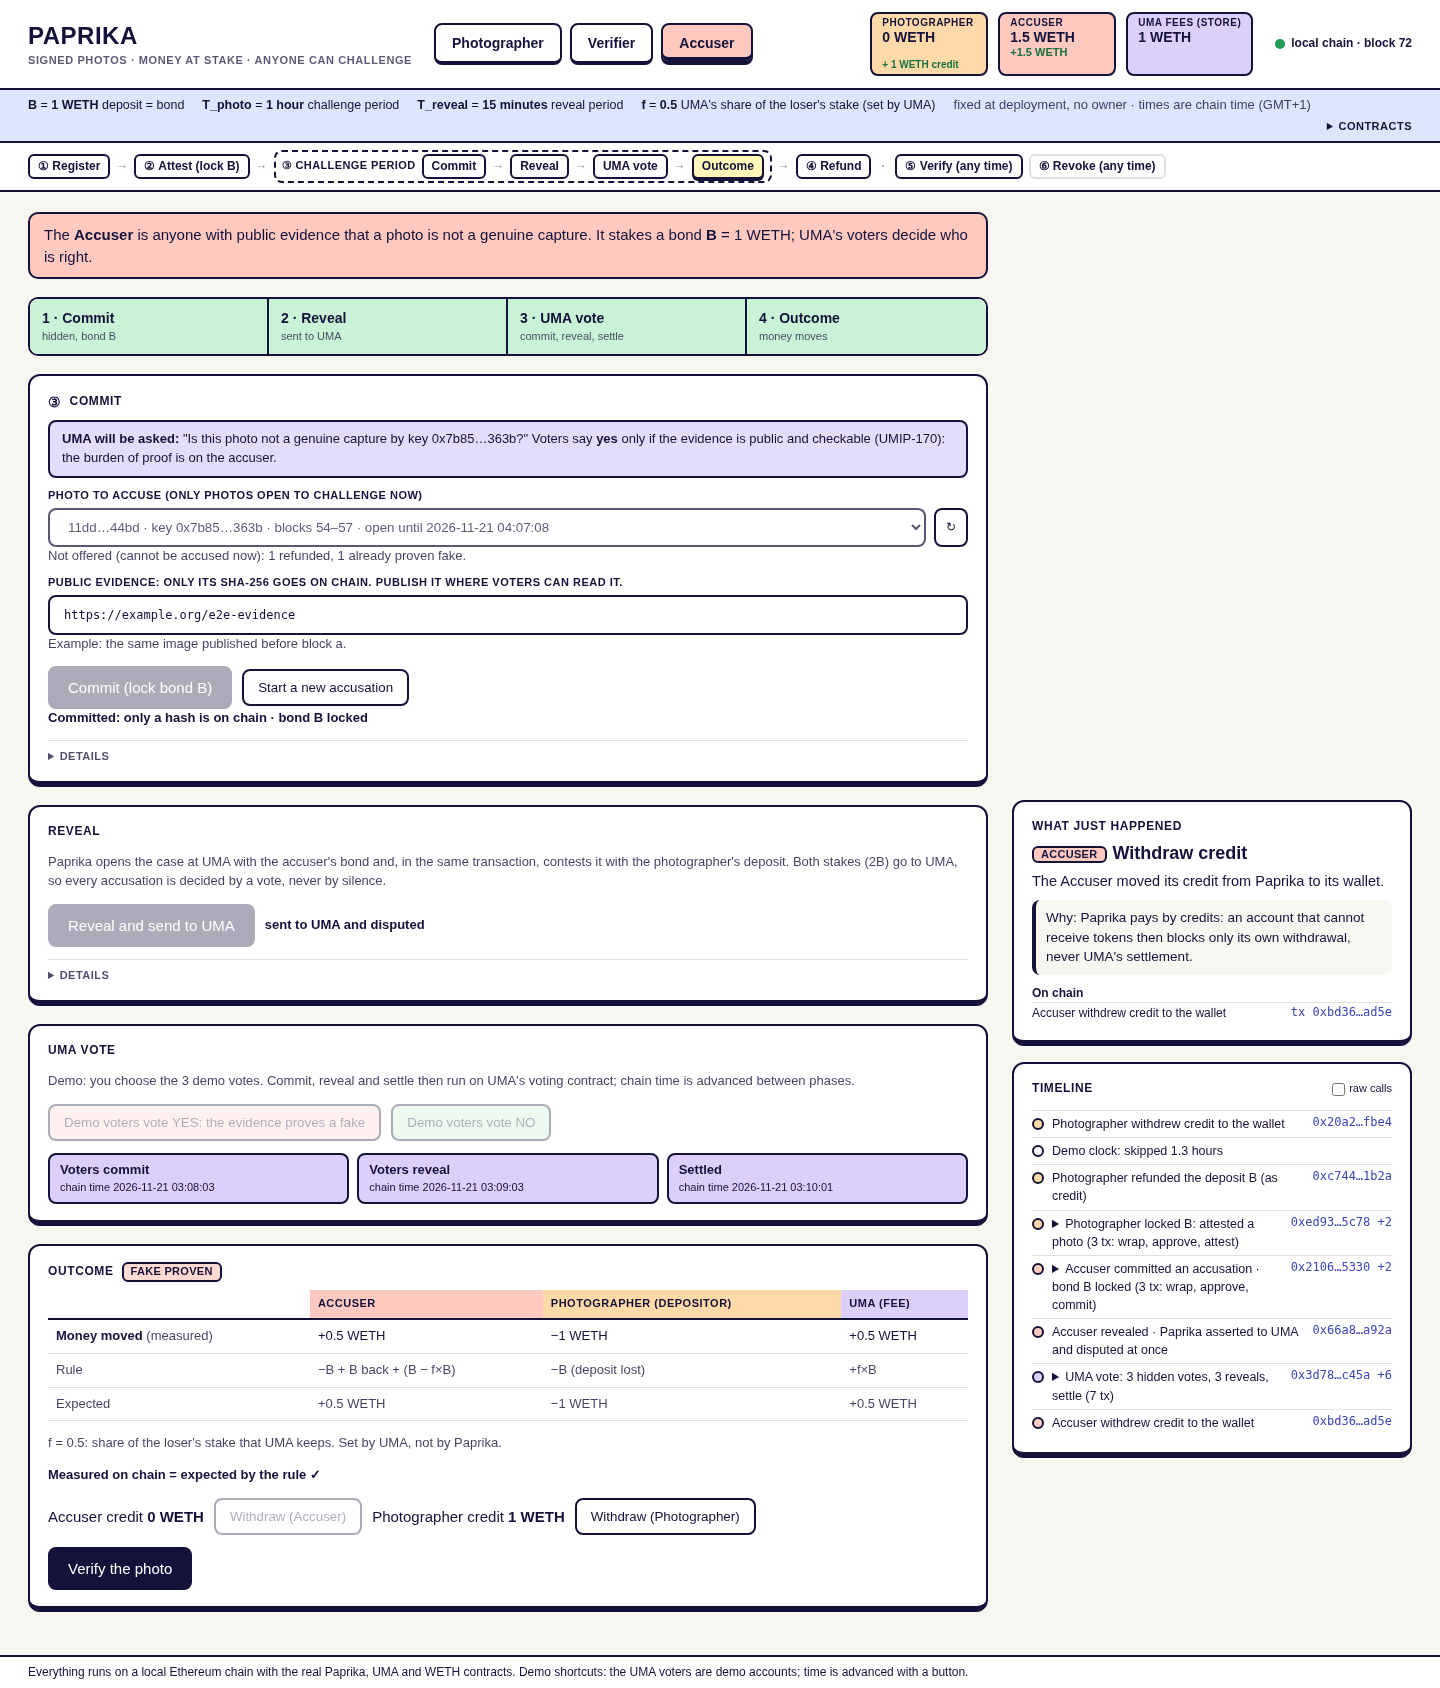 PAPRIKA
SIGNED PHOTOS · MONEY AT STAKE · ANYONE CAN CHALLENGE
Photographer
Verifier
Accuser
PHOTOGRAPHER
0 WETH
+ 1 WETH credit
ACCUSER
1.5 WETH
+1.5 WETH
UMA FEES (STORE)
1 WETH
local chain · block 72
B = 1 WETH deposit = bond T_photo = 1 hour challenge period T_reveal = 15 minutes reveal period f = 0.5 UMA's share of the loser's stake (set by UMA) fixed at deployment, no owner · times are chain time (GMT+1)
▶ CONTRACTS
① Register → ② Attest (lock B) → ③ CHALLENGE PERIOD Commit → Reveal → UMA vote → Outcome → ④ Refund · ⑤ Verify (any time) ⑥ Revoke (any time)
The Accuser is anyone with public evidence that a photo is not a genuine capture. It stakes a bond B = 1 WETH; UMA's voters decide who
is right.
1 · Commit
hidden, bond B
2 · Reveal
sent to UMA
3 · UMA vote
commit, reveal, settle
4 · Outcome
money moves
③ COMMIT
UMA will be asked: "Is this photo not a genuine capture by key 0x7b85…363b?" Voters say yes only if the evidence is public and checkable (UMIP-170):
the burden of proof is on the accuser.
PHOTO TO ACCUSE (ONLY PHOTOS OPEN TO CHALLENGE NOW)
11dd…44bd · key 0x7b85…363b · blocks 54–57 · open until 2026-11-21 04:07:08
↻
Not offered (cannot be accused now): 1 refunded, 1 already proven fake.
PUBLIC EVIDENCE: ONLY ITS SHA-256 GOES ON CHAIN. PUBLISH IT WHERE VOTERS CAN READ IT.
https://example.org/e2e-evidence
Example: the same image published before block a.
Commit (lock bond B)
Start a new accusation
Committed: only a hash is on chain · bond B locked
▶ DETAILS
REVEAL
Paprika opens the case at UMA with the accuser's bond and, in the same transaction, contests it with the photographer's deposit. Both stakes (2B) go to UMA,
so every accusation is decided by a vote, never by silence.
Reveal and send to UMA
sent to UMA and disputed
▶ DETAILS
UMA VOTE
Demo: you choose the 3 demo votes. Commit, reveal and settle then run on UMA's voting contract; chain time is advanced between phases.
Demo voters vote YES: the evidence proves a fake
Demo voters vote NO
Voters commit
chain time 2026-11-21 03:08:03
Voters reveal
chain time 2026-11-21 03:09:03
Settled
chain time 2026-11-21 03:10:01
OUTCOME FAKE PROVEN
ACCUSER PHOTOGRAPHER (DEPOSITOR) UMA (FEE)
Money moved (measured) +0.5 WETH −1 WETH +0.5 WETH
Rule −B + B back + (B − f×B) −B (deposit lost) +f×B
Expected +0.5 WETH −1 WETH +0.5 WETH
f = 0.5: share of the loser's stake that UMA keeps. Set by UMA, not by Paprika.
Measured on chain = expected by the rule ✓
Accuser credit 0 WETH Withdraw (Accuser) Photographer credit 1 WETH Withdraw (Photographer)
Verify the photo
WHAT JUST HAPPENED
ACCUSER Withdraw credit
The Accuser moved its credit from Paprika to its wallet.
Why: Paprika pays by credits: an account that cannot
receive tokens then blocks only its own withdrawal,
never UMA's settlement.
On chain
Accuser withdrew credit to the wallet tx 0xbd36…ad5e
TIMELINE
raw calls
Photographer withdrew credit to the wallet 0x20a2…fbe4
Demo clock: skipped 1.3 hours
Photographer refunded the deposit B (as 0xc744…1b2a
credit)
▶ Photographer locked B: attested a 0xed93…5c78 +2
photo (3 tx: wrap, approve, attest)
▶ Accuser committed an accusation · 0x2106…5330 +2
bond B locked (3 tx: wrap, approve,
commit)
Accuser revealed · Paprika asserted to UMA 0x66a8…a92a
and disputed at once
▶ UMA vote: 3 hidden votes, 3 reveals, 0x3d78…c45a +6
settle (7 tx)
Accuser withdrew credit to the wallet 0xbd36…ad5e
Everything runs on a local Ethereum chain with the real Paprika, UMA and WETH contracts. Demo shortcuts: the UMA voters are demo accounts; time is advanced with a button.